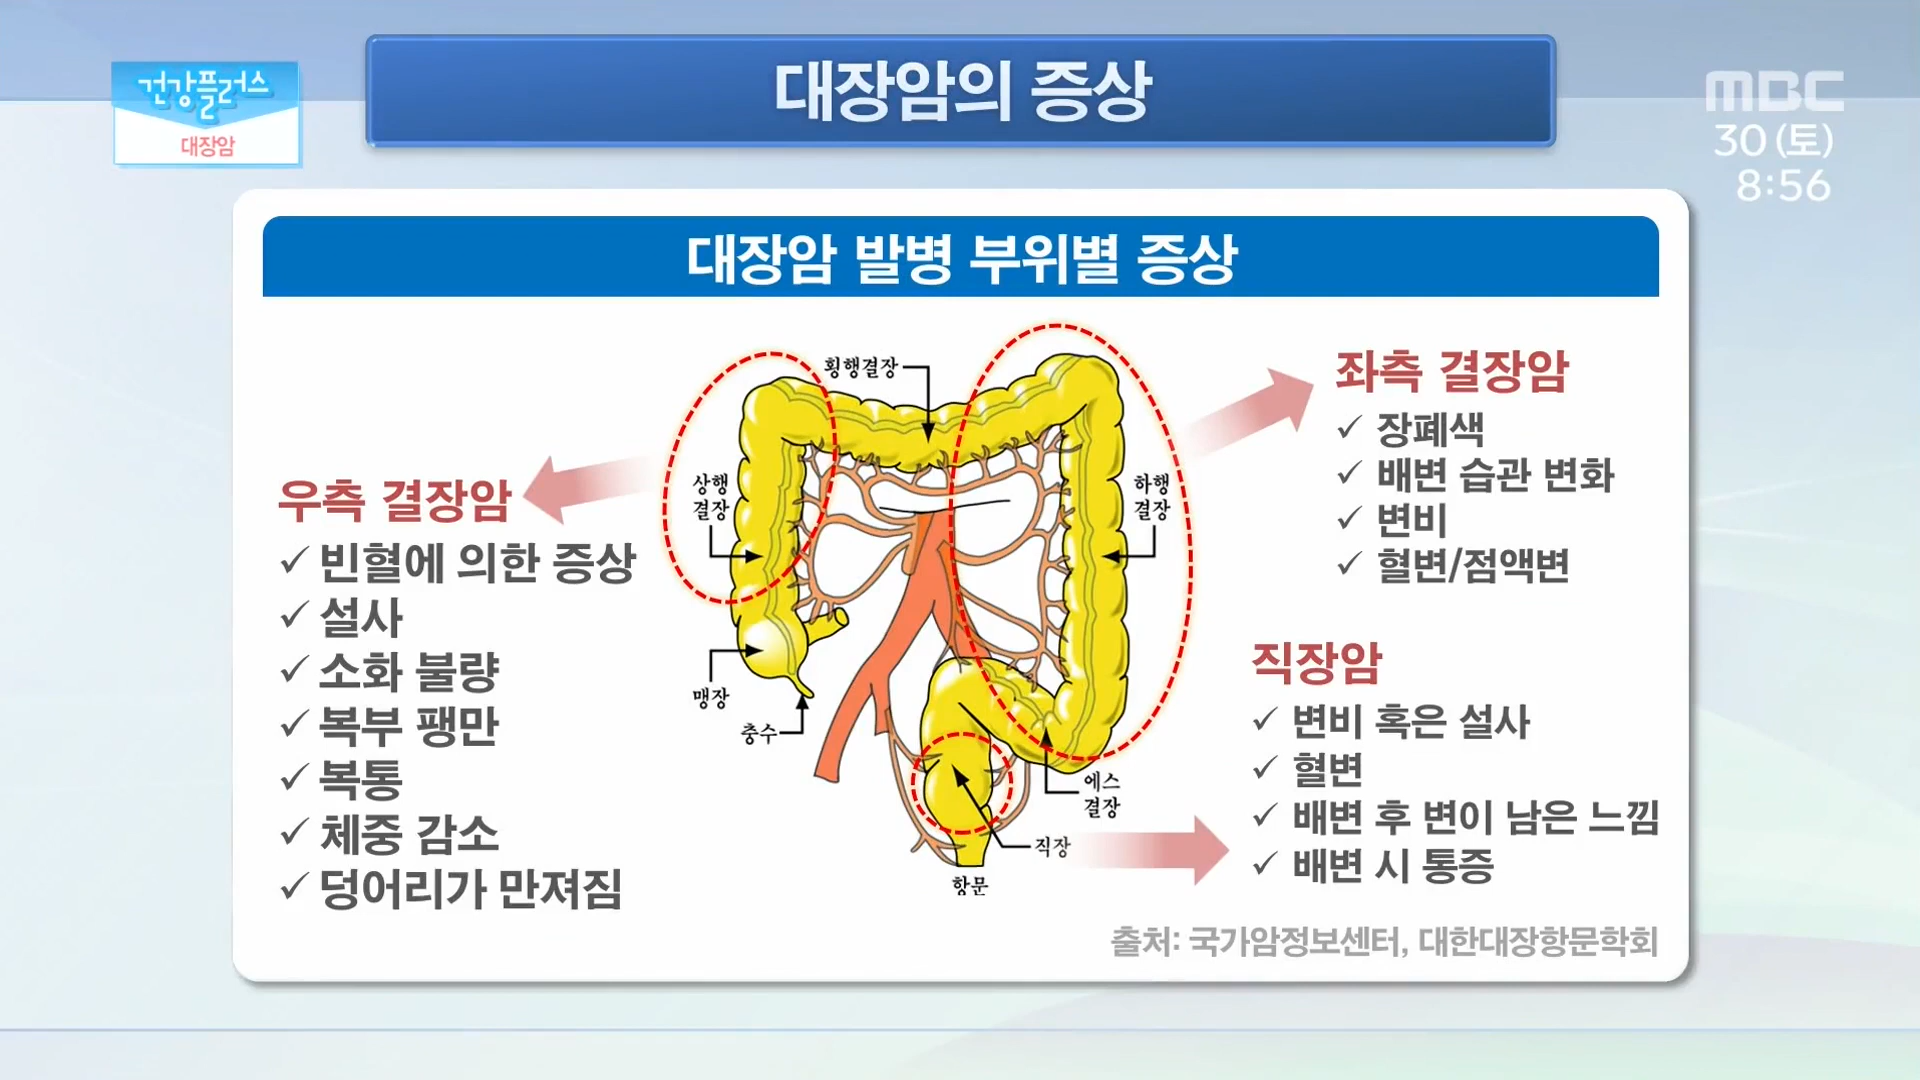 건강플러스
대장암
대장암의 증상
MBC
30(토)
8:56
대장암 발병 부위별 증상
우측 결장암
✓ 빈혈에 의한 증상
✓ 설사
✓ 소화 불량
✓ 복부 팽만
✓ 복통
✓ 체중 감소
✓ 덩어리가 만져짐
횡행결장
상행
결장
맹장
충수
하행
결장
에스
결장
직장
항문
좌측 결장암
✓ 장폐색
✓ 배변 습관 변화
✓ 변비
✓ 혈변/점액변
직장암
✓ 변비 혹은 설사
✓ 혈변
✓ 배변 후 변이 남은 느낌
✓ 배변 시 통증
출처: 국가암정보센터, 대한대장항문학회